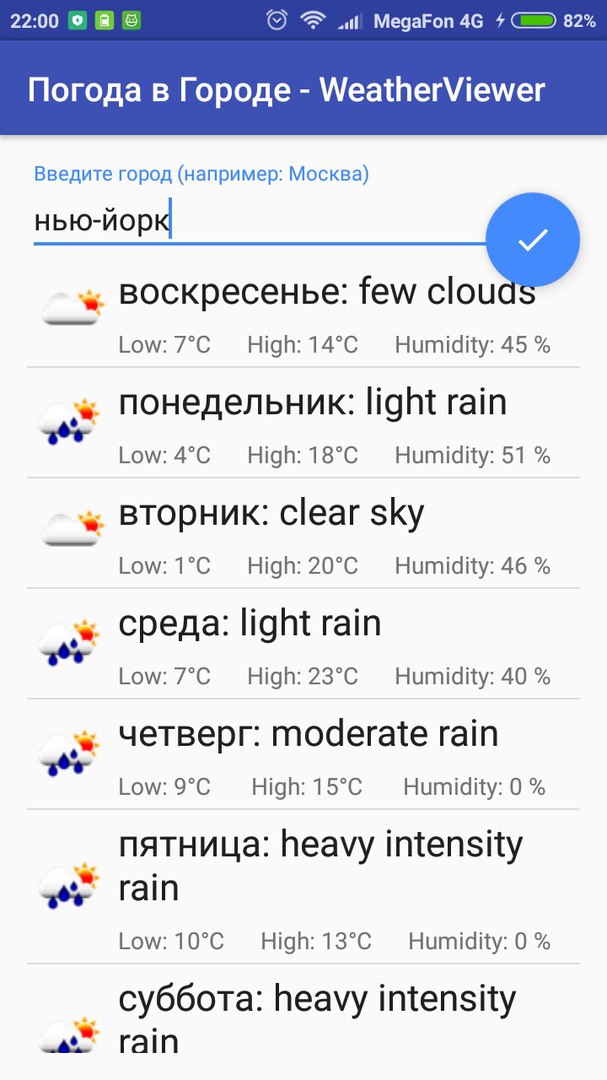 22:00 MegaFon 4G 82%
Погода в Городе - WeatherViewer
Введите город (например: Москва)
нью-йорк
воскресенье: few clouds
Low: 7°C High: 14°C Humidity: 45 %
понедельник: light rain
Low: 4°C High: 18°C Humidity: 51 %
вторник: clear sky
Low: 1°C High: 20°C Humidity: 46 %
среда: light rain
Low: 7°C High: 23°C Humidity: 40 %
четверг: moderate rain
Low: 9°C High: 15°C Humidity: 0 %
пятница: heavy intensity
rain
Low: 10°C High: 13°C Humidity: 0 %
суббота: heavy intensity
rain